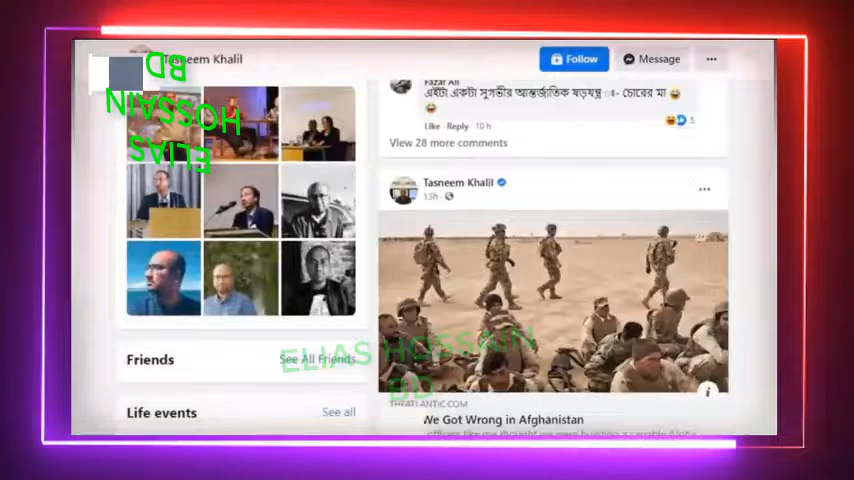 Tasneem Khalil
Follow
Message
ELIAS
HOSSAIN
BD
Fazal Ali
এইটা একটা সুগভীর আন্তর্জাতিক ষড়যন্ত্র ঃ- চোরের মা
Like · Reply · 10 h
5
View 28 more comments
Tasneem Khalil
13h
ELIAS HOSSAIN
BD
Friends
See All Friends
THEATLANTIC.COM
We Got Wrong in Afghanistan
Life events
See all